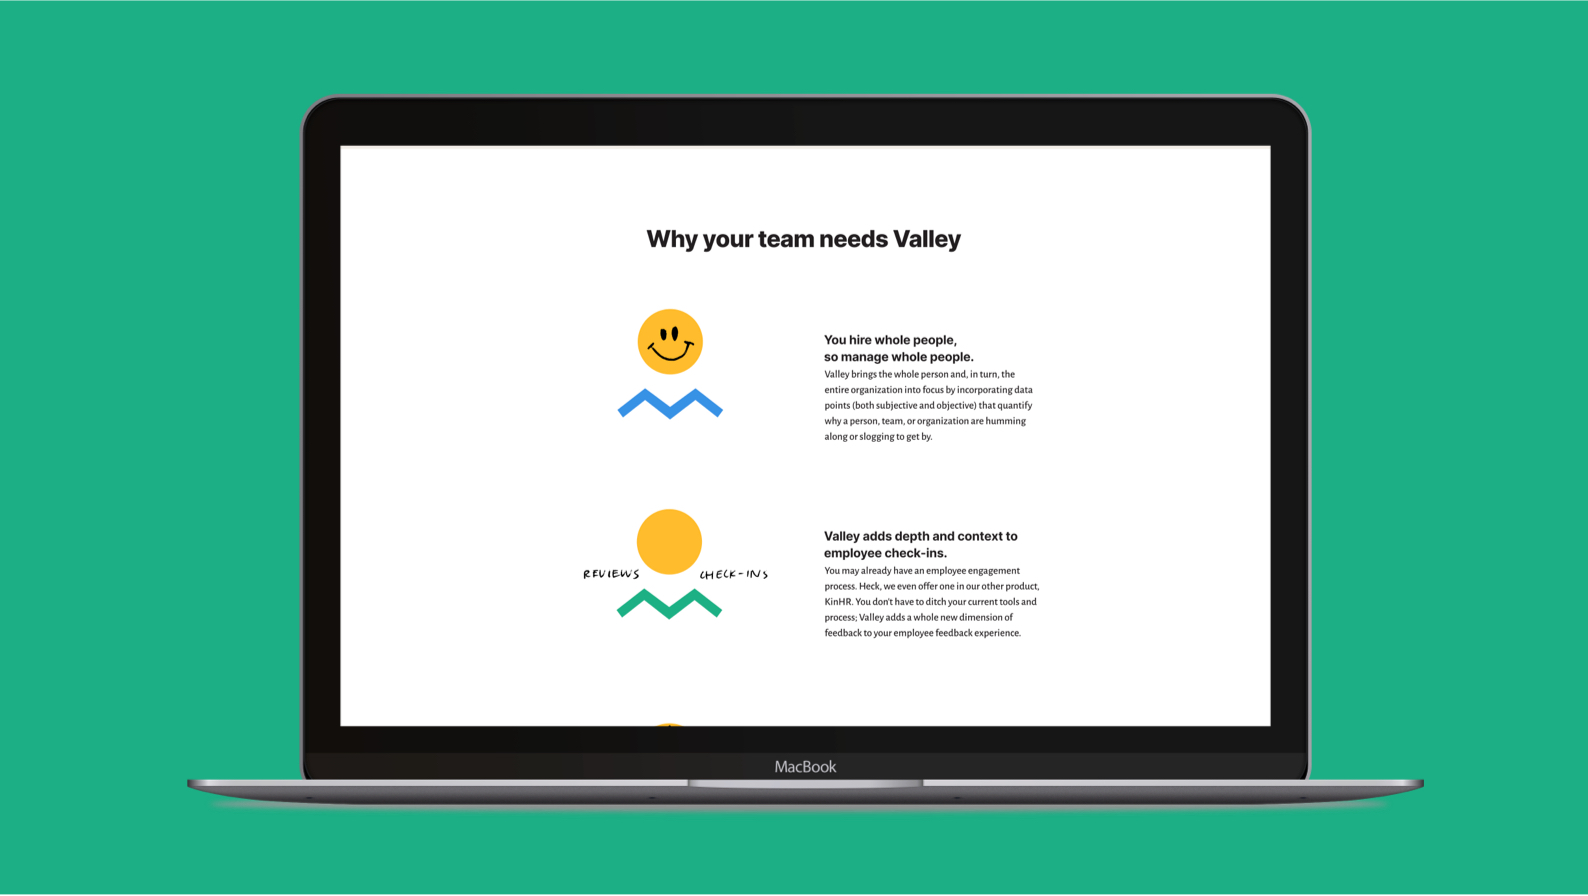 Why your team needs Valley
You hire whole people,
so manage whole people.
Valley brings the whole person and, in turn, the
entire organization into focus by incorporating data
points (both subjective and objective) that quantify
why a person, team, or organization are humming
along or slogging to get by.
REVIEWS
CHECK-INS
Valley adds depth and context to
employee check-ins.
You may already have an employee engagement
process. Heck, we even offer one in our other product,
KinHR. You don't have to ditch your current tools and
process; Valley adds a whole new dimension of
feedback to your employee feedback experience.
MacBook